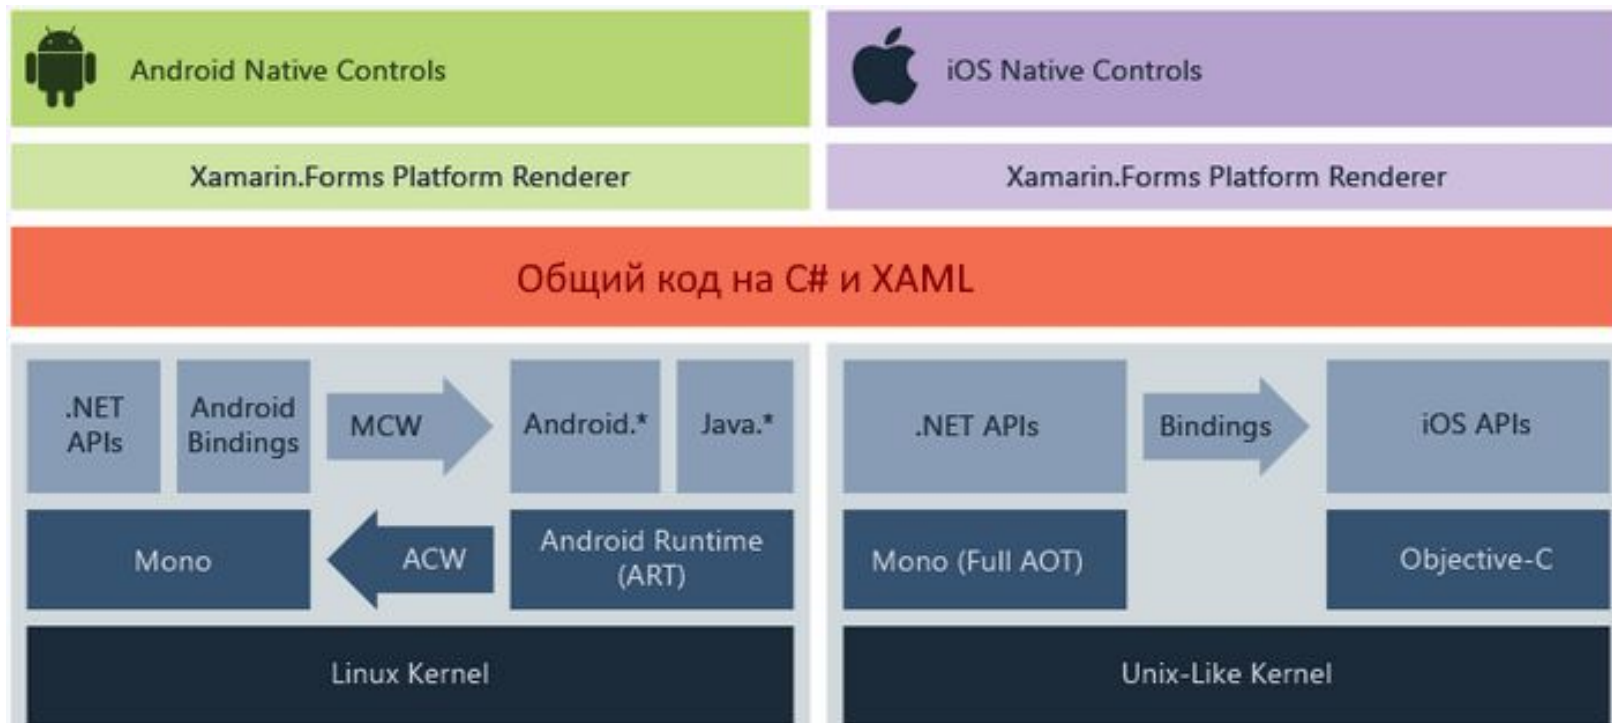 Android Native Controls
iOS Native Controls
Xamarin.Forms Platform Renderer
Xamarin.Forms Platform Renderer
Общий код на C# и XAML
.NET
APIs
Android
Bindings
MCW
Android.*
Java.*
.NET APIs
Bindings
iOS APIs
Mono
ACW
Android Runtime
(ART)
Mono (Full AOT)
Objective-C
Linux Kernel
Unix-Like Kernel